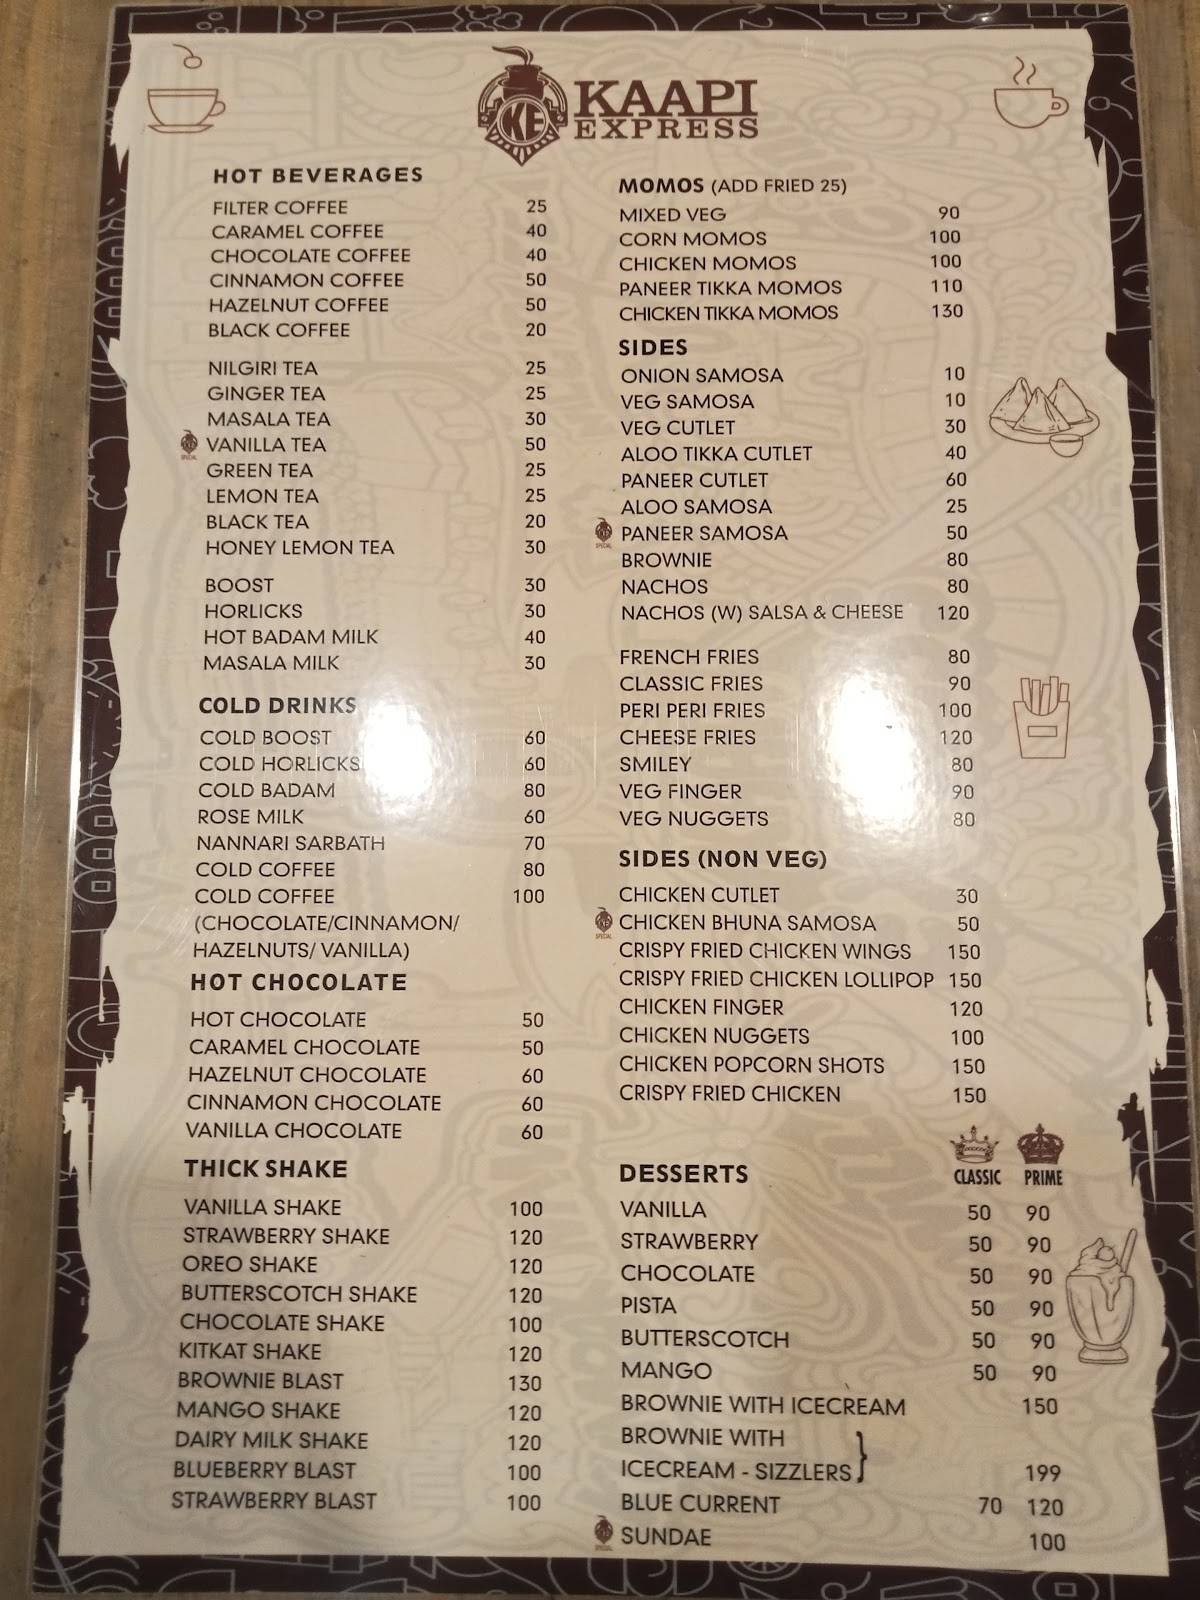 KE
KAAPI
EXPRESS
HOT BEVERAGES
FILTER COFFEE 25
CARAMEL COFFEE 40
CHOCOLATE COFFEE 40
CINNAMON COFFEE 50
HAZELNUT COFFEE 50
BLACK COFFEE 20
NILGIRI TEA 25
GINGER TEA 25
MASALA TEA 30
SPECIAL VANILLA TEA 50
GREEN TEA 25
LEMON TEA 25
BLACK TEA 20
HONEY LEMON TEA 30
BOOST 30
HORLICKS 30
HOT BADAM MILK 40
MASALA MILK 30
COLD DRINKS
COLD BOOST 60
COLD HORLICKS 60
COLD BADAM 80
ROSE MILK 60
NANNARI SARBATH 70
COLD COFFEE 80
COLD COFFEE 100
(CHOCOLATE/CINNAMON/
HAZELNUTS/ VANILLA)
HOT CHOCOLATE
HOT CHOCOLATE 50
CARAMEL CHOCOLATE 50
HAZELNUT CHOCOLATE 60
CINNAMON CHOCOLATE 60
VANILLA CHOCOLATE 60
THICK SHAKE
VANILLA SHAKE 100
STRAWBERRY SHAKE 120
OREO SHAKE 120
BUTTERSCOTCH SHAKE 120
CHOCOLATE SHAKE 100
KITKAT SHAKE 120
BROWNIE BLAST 130
MANGO SHAKE 120
DAIRY MILK SHAKE 120
BLUEBERRY BLAST 100
STRAWBERRY BLAST 100
MOMOS (ADD FRIED 25)
MIXED VEG 90
CORN MOMOS 100
CHICKEN MOMOS 100
PANEER TIKKA MOMOS 110
CHICKEN TIKKA MOMOS 130
SIDES
ONION SAMOSA 10
VEG SAMOSA 10
VEG CUTLET 30
ALOO TIKKA CUTLET 40
PANEER CUTLET 60
ALOO SAMOSA 25
SPECIAL PANEER SAMOSA 50
BROWNIE 80
NACHOS 80
NACHOS (W) SALSA & CHEESE 120
FRENCH FRIES 80
CLASSIC FRIES 90
PERI PERI FRIES 100
CHEESE FRIES 120
SMILEY 80
VEG FINGER 90
VEG NUGGETS 80
SIDES (NON VEG)
CHICKEN CUTLET 30
SPECIAL CHICKEN BHUNA SAMOSA 50
CRISPY FRIED CHICKEN WINGS 150
CRISPY FRIED CHICKEN LOLLIPOP 150
CHICKEN FINGER 120
CHICKEN NUGGETS 100
CHICKEN POPCORN SHOTS 150
CRISPY FRIED CHICKEN 150
DESSERTS CLASSIC PRIME
VANILLA 50 90
STRAWBERRY 50 90
CHOCOLATE 50 90
PISTA 50 90
BUTTERSCOTCH 50 90
MANGO 50 90
BROWNIE WITH ICECREAM 150
BROWNIE WITH
ICECREAM - SIZZLERS } 199
BLUE CURRENT 70 120
SPECIAL SUNDAE 100